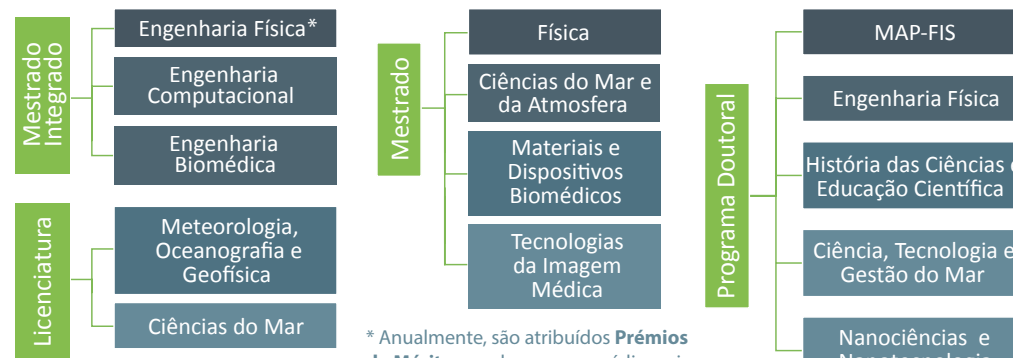 Mestrado
Integrado
Engenharia Física*
Engenharia
Computacional
Engenharia
Biomédica
Licenciatura
Meteorologia,
Oceanografia e
Geofísica
Ciências do Mar
Mestrado
Física
Ciências do Mar e
da Atmosfera
Materiais e
Dispositivos
Biomédicos
Tecnologias
da Imagem
Médica
* Anualmente, são atribuídos Prémios
Programa Doutoral
MAP-FIS
Engenharia Física
História das Ciências e
Educação Científica
Ciência, Tecnologia e
Gestão do Mar
Nanociências e